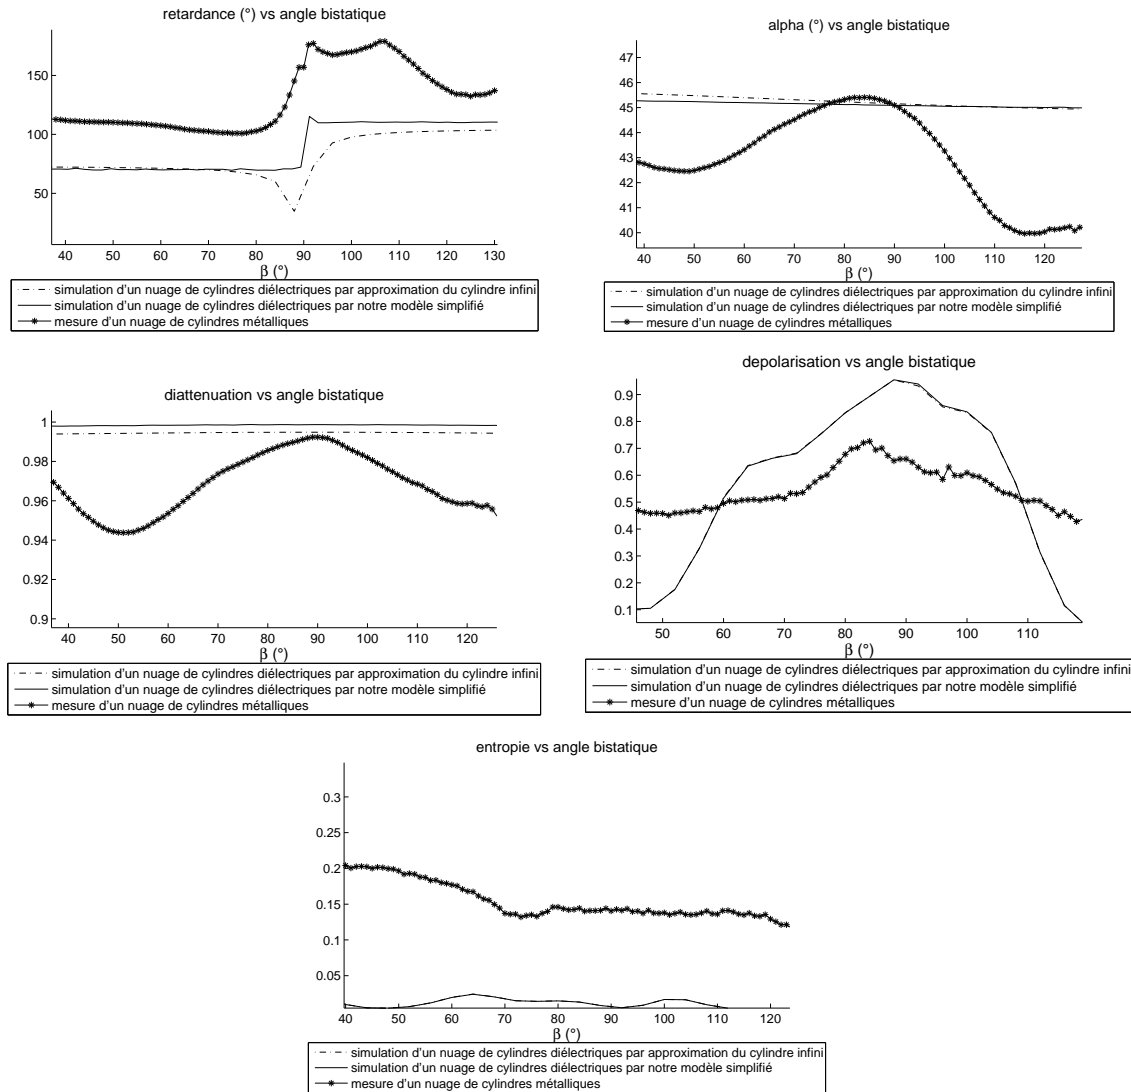 retardance (°) vs angle bistatique
150
100
50
40 50 60 70 80 90 100 110 120 130
β (°)
simulation d'un nuage de cylindres diélectriques par approximation du cylindre infini
simulation d'un nuage de cylindres diélectriques par notre modèle simplifié
mesure d'un nuage de cylindres métalliques
alpha (°) vs angle bistatique
47
46
45
44
43
42
41
40
40 50 60 70 80 90 100 110 120
β (°)
simulation d'un nuage de cylindres diélectriques par approximation du cylindre infini
simulation d'un nuage de cylindres diélectriques par notre modèle simplifié
mesure d'un nuage de cylindres métalliques
diattenuation vs angle bistatique
1
0.98
0.96
0.94
0.92
0.9
40 50 60 70 80 90 100 110 120
β (°)
simulation d'un nuage de cylindres diélectriques par approximation du cylindre infini
simulation d'un nuage de cylindres diélectriques par notre modèle simplifié
mesure d'un nuage de cylindres métalliques
depolarisation vs angle bistatique
0.9
0.8
0.7
0.6
0.5
0.4
0.3
0.2
0.1
50 60 70 80 90 100 110
β (°)
simulation d'un nuage de cylindres diélectriques par approximation du cylindre infini
simulation d'un nuage de cylindres diélectriques par notre modèle simplifié
mesure d'un nuage de cylindres métalliques
entropie vs angle bistatique
0.3
0.25
0.2
0.15
0.1
0.05
40 50 60 70 80 90 100 110 120
β (°)
simulation d'un nuage de cylindres diélectriques par approximation du cylindre infini
simulation d'un nuage de cylindres diélectriques par notre modèle simplifié
mesure d'un nuage de cylindres métalliques